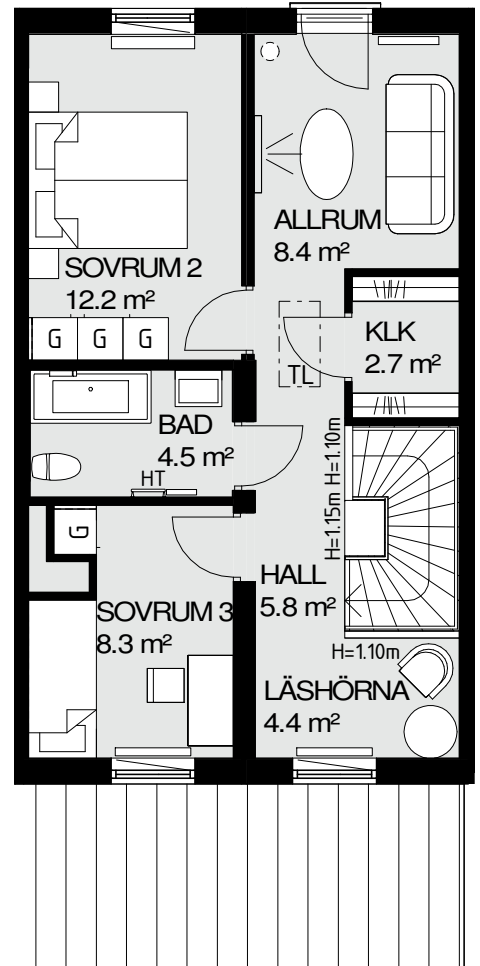 ALLRUM
8.4 m²
SOVRUM 2
12.2 m²
G G G
KLK
2.7 m²
TL
BAD
4.5 m²
HT
H=1.15m H=1.10m
G
HALL
5.8 m²
SOVRUM 3
8.3 m²
H=1.10m
LÄSHÖRNA
4.4 m²